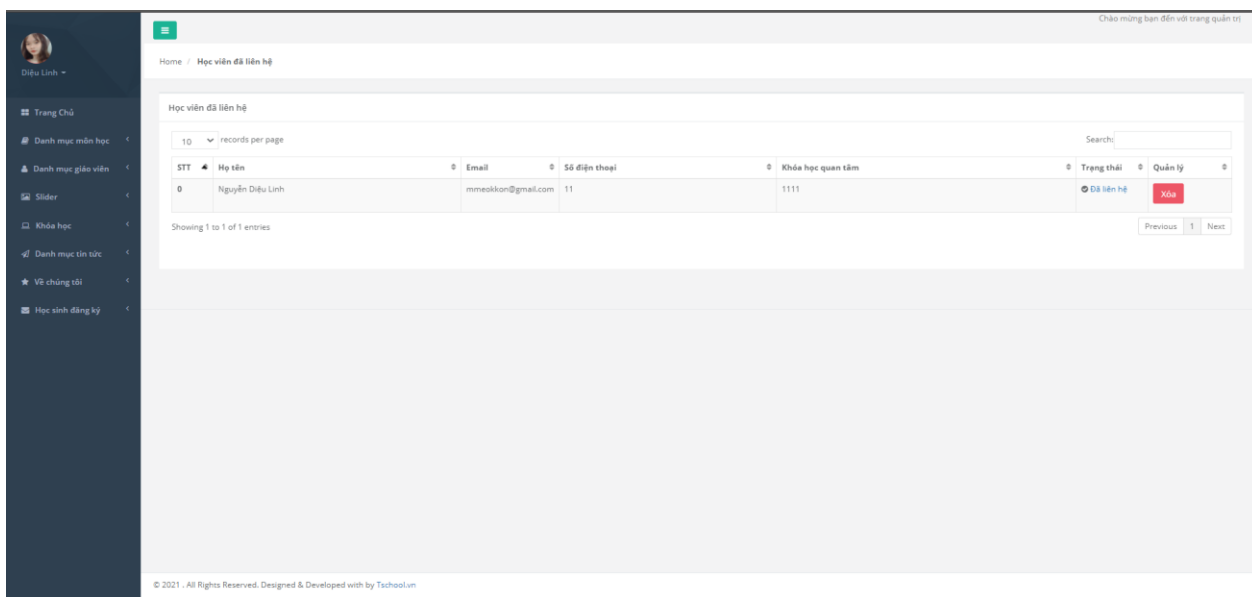 Chào mừng bạn đến với trang quản trị
Diệu Linh
Home / Học viên đã liên hệ
Trang Chủ
Danh mục môn học
Danh mục giáo viên
Slider
Khóa học
Danh mục tin tức
Về chúng tôi
Học sinh đăng ký
Học viên đã liên hệ
10 records per page
Search:
STT Họ tên Email Số điện thoại Khóa học quan tâm Trạng thái Quản lý
0 Nguyễn Diệu Linh mmeokkon@gmail.com 11 1111 Đã liên hệ Xóa
Showing 1 to 1 of 1 entries
Previous 1 Next
© 2021 . All Rights Reserved. Designed & Developed with by Tschool.vn